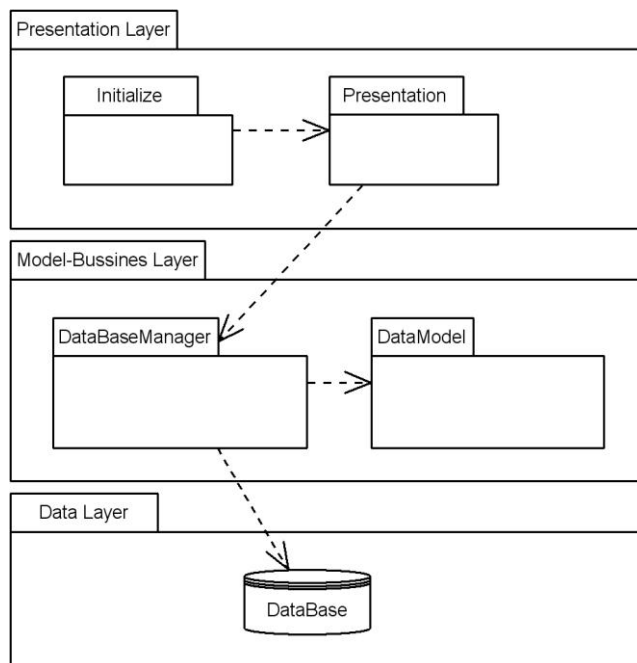 Presentation Layer
Initialize
Presentation
Model-Bussines Layer
DataBaseManager
DataModel
Data Layer
DataBase